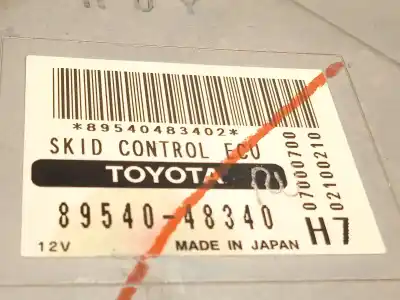 *89540483402*
SKID CONTROL ECU
TOYOTA
89540-48340
12V
MADE IN JAPAN
H7
07000700
02100210